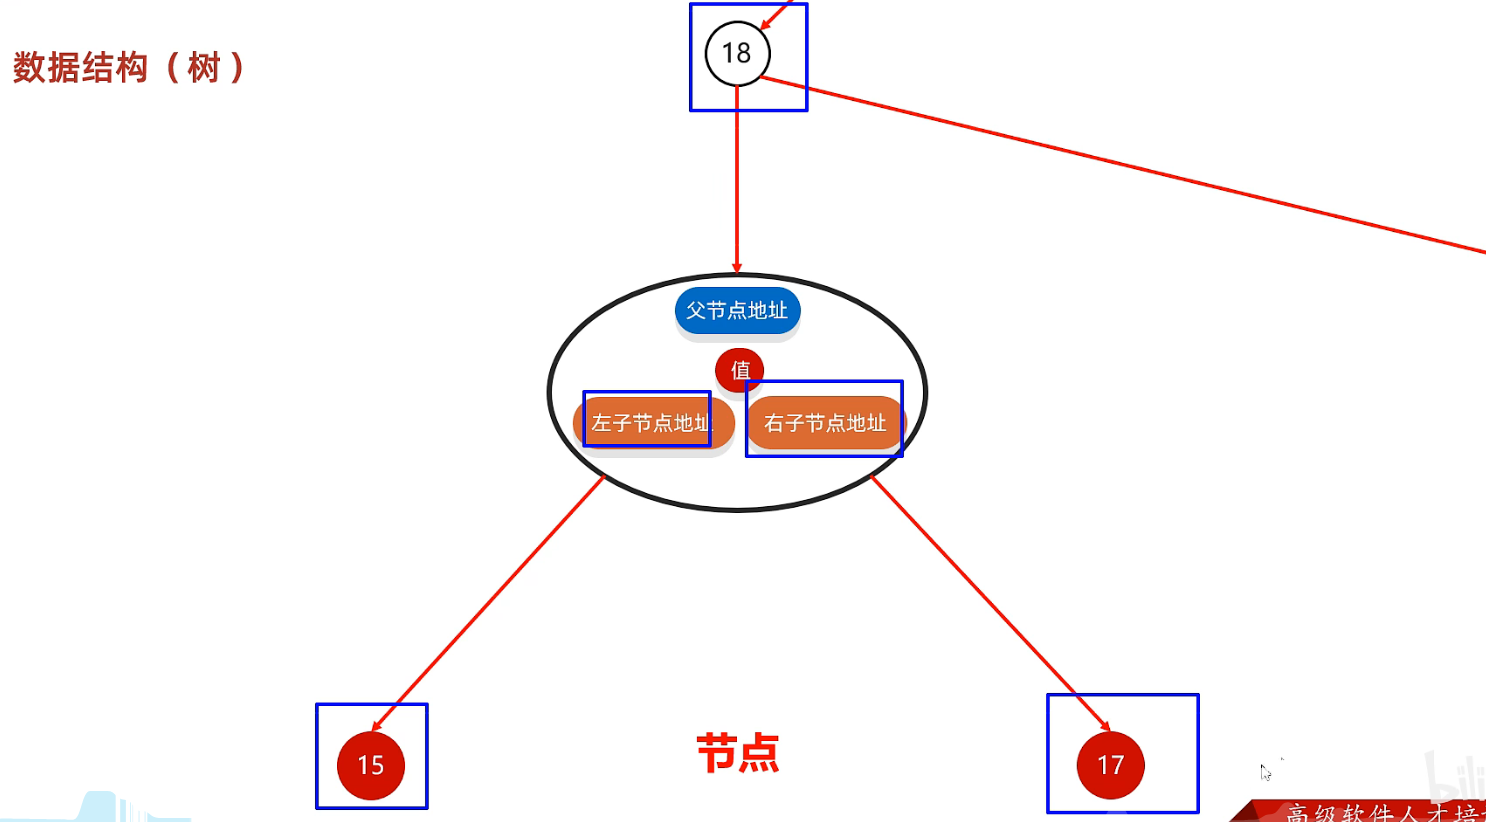 数据结构（树）
18
父节点地址
值
左子节点地址
右子节点地址
15
节点
17
bili
高级软件人才培